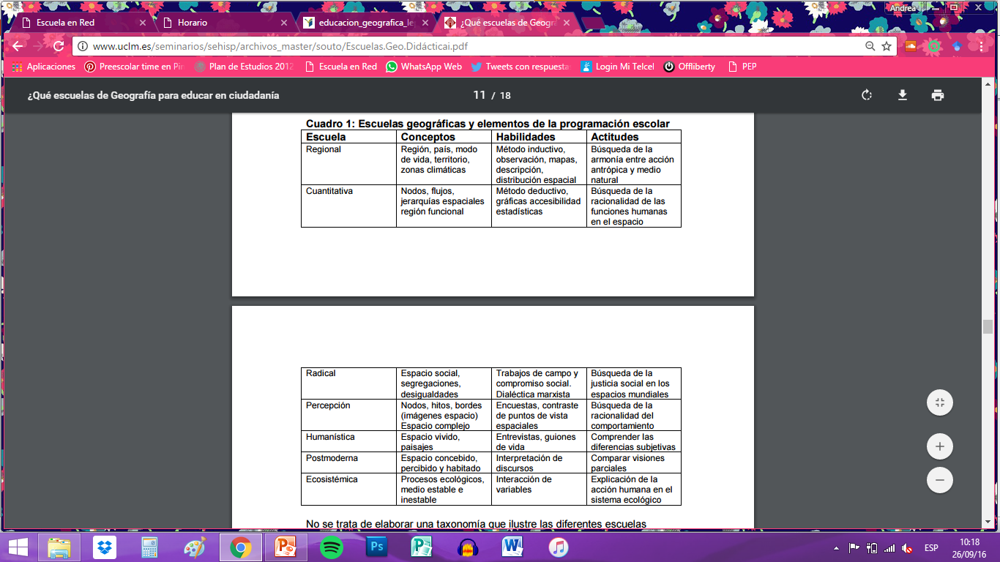 Andrea
Escuela en Red
Horario
educacion_geografica_le
¿Qué escuelas de Geogr
www.uclm.es/seminarios/sehisp/archivos_master/souto/Escuelas.Geo.Didácticai.pdf
Aplicaciones Preescolar time en Pin Plan de Estudios 2012 Escuela en Red WhatsApp Web Tweets con respuesta Login Mi Telcel Offliberty PEP
¿Qué escuelas de Geografía para educar en ciudadanía 11 / 18
Cuadro 1: Escuelas geográficas y elementos de la programación escolar
Escuela Conceptos Habilidades Actitudes
Regional
Región, país, modo
de vida, territorio,
zonas climáticas
Método inductivo,
observación, mapas,
descripción,
distribución espacial
Búsqueda de la
armonía entre acción
antrópica y medio
natural
Cuantitativa
Nodos, flujos,
jerarquías espaciales
región funcional
Método deductivo,
gráficas accesibilidad
estadísticas
Búsqueda de la
racionalidad de las
funciones humanas
en el espacio
Radical
Espacio social,
segregaciones,
desigualdades
Trabajos de campo y
compromiso social.
Dialéctica marxista
Búsqueda de la
justicia social en los
espacios mundiales
Percepción
Nodos, hitos, bordes
(imágenes espacio)
Espacio complejo
Encuestas, contraste
de puntos de vista
espaciales
Búsqueda de la
racionalidad del
comportamiento
Humanística
Espacio vivido,
paisajes
Entrevistas, guiones
de vida
Comprender las
diferencias subjetivas
Postmoderna
Espacio concebido,
percibido y habitado
Interpretación de
discursos
Comparar visiones
parciales
Ecosistémica
Procesos ecológicos,
medio estable e
inestable
Interacción de
variables
Explicación de la
acción humana en el
sistema ecológico
No se trata de elaborar una taxonomía que ilustre las diferentes escuelas
ESP
10:18
26/09/16